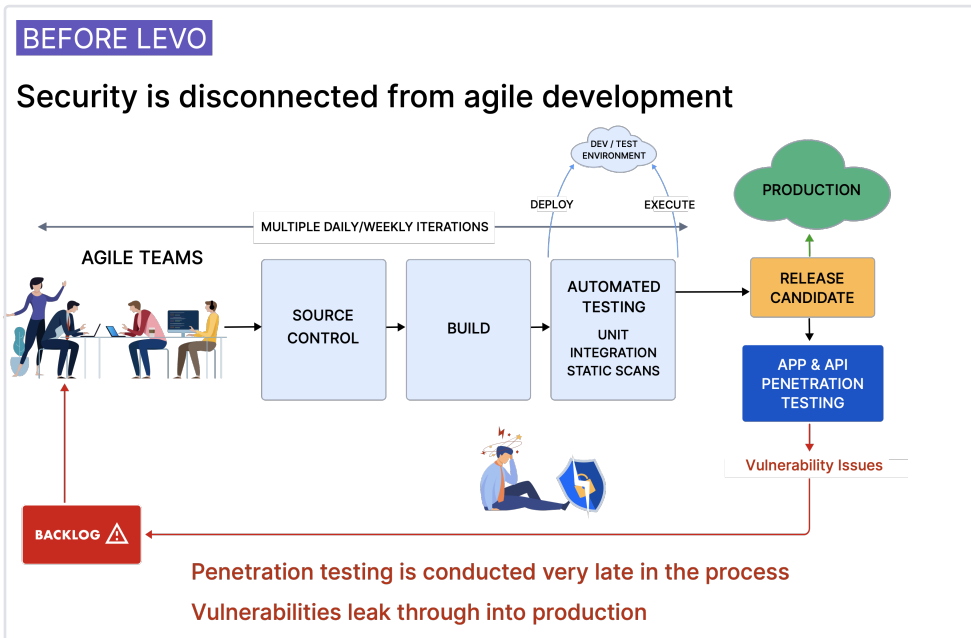 BEFORE LEVO
Security is disconnected from agile development
DEV / TEST
ENVIRONMENT
PRODUCTION
DEPLOY
EXECUTE
MULTIPLE DAILY/WEEKLY ITERATIONS
AGILE TEAMS
SOURCE
CONTROL
BUILD
AUTOMATED
TESTING
UNIT
INTEGRATION
STATIC SCANS
RELEASE
CANDIDATE
APP & API
PENETRATION
TESTING
Vulnerability Issues
BACKLOG
Penetration testing is conducted very late in the process
Vulnerabilities leak through into production